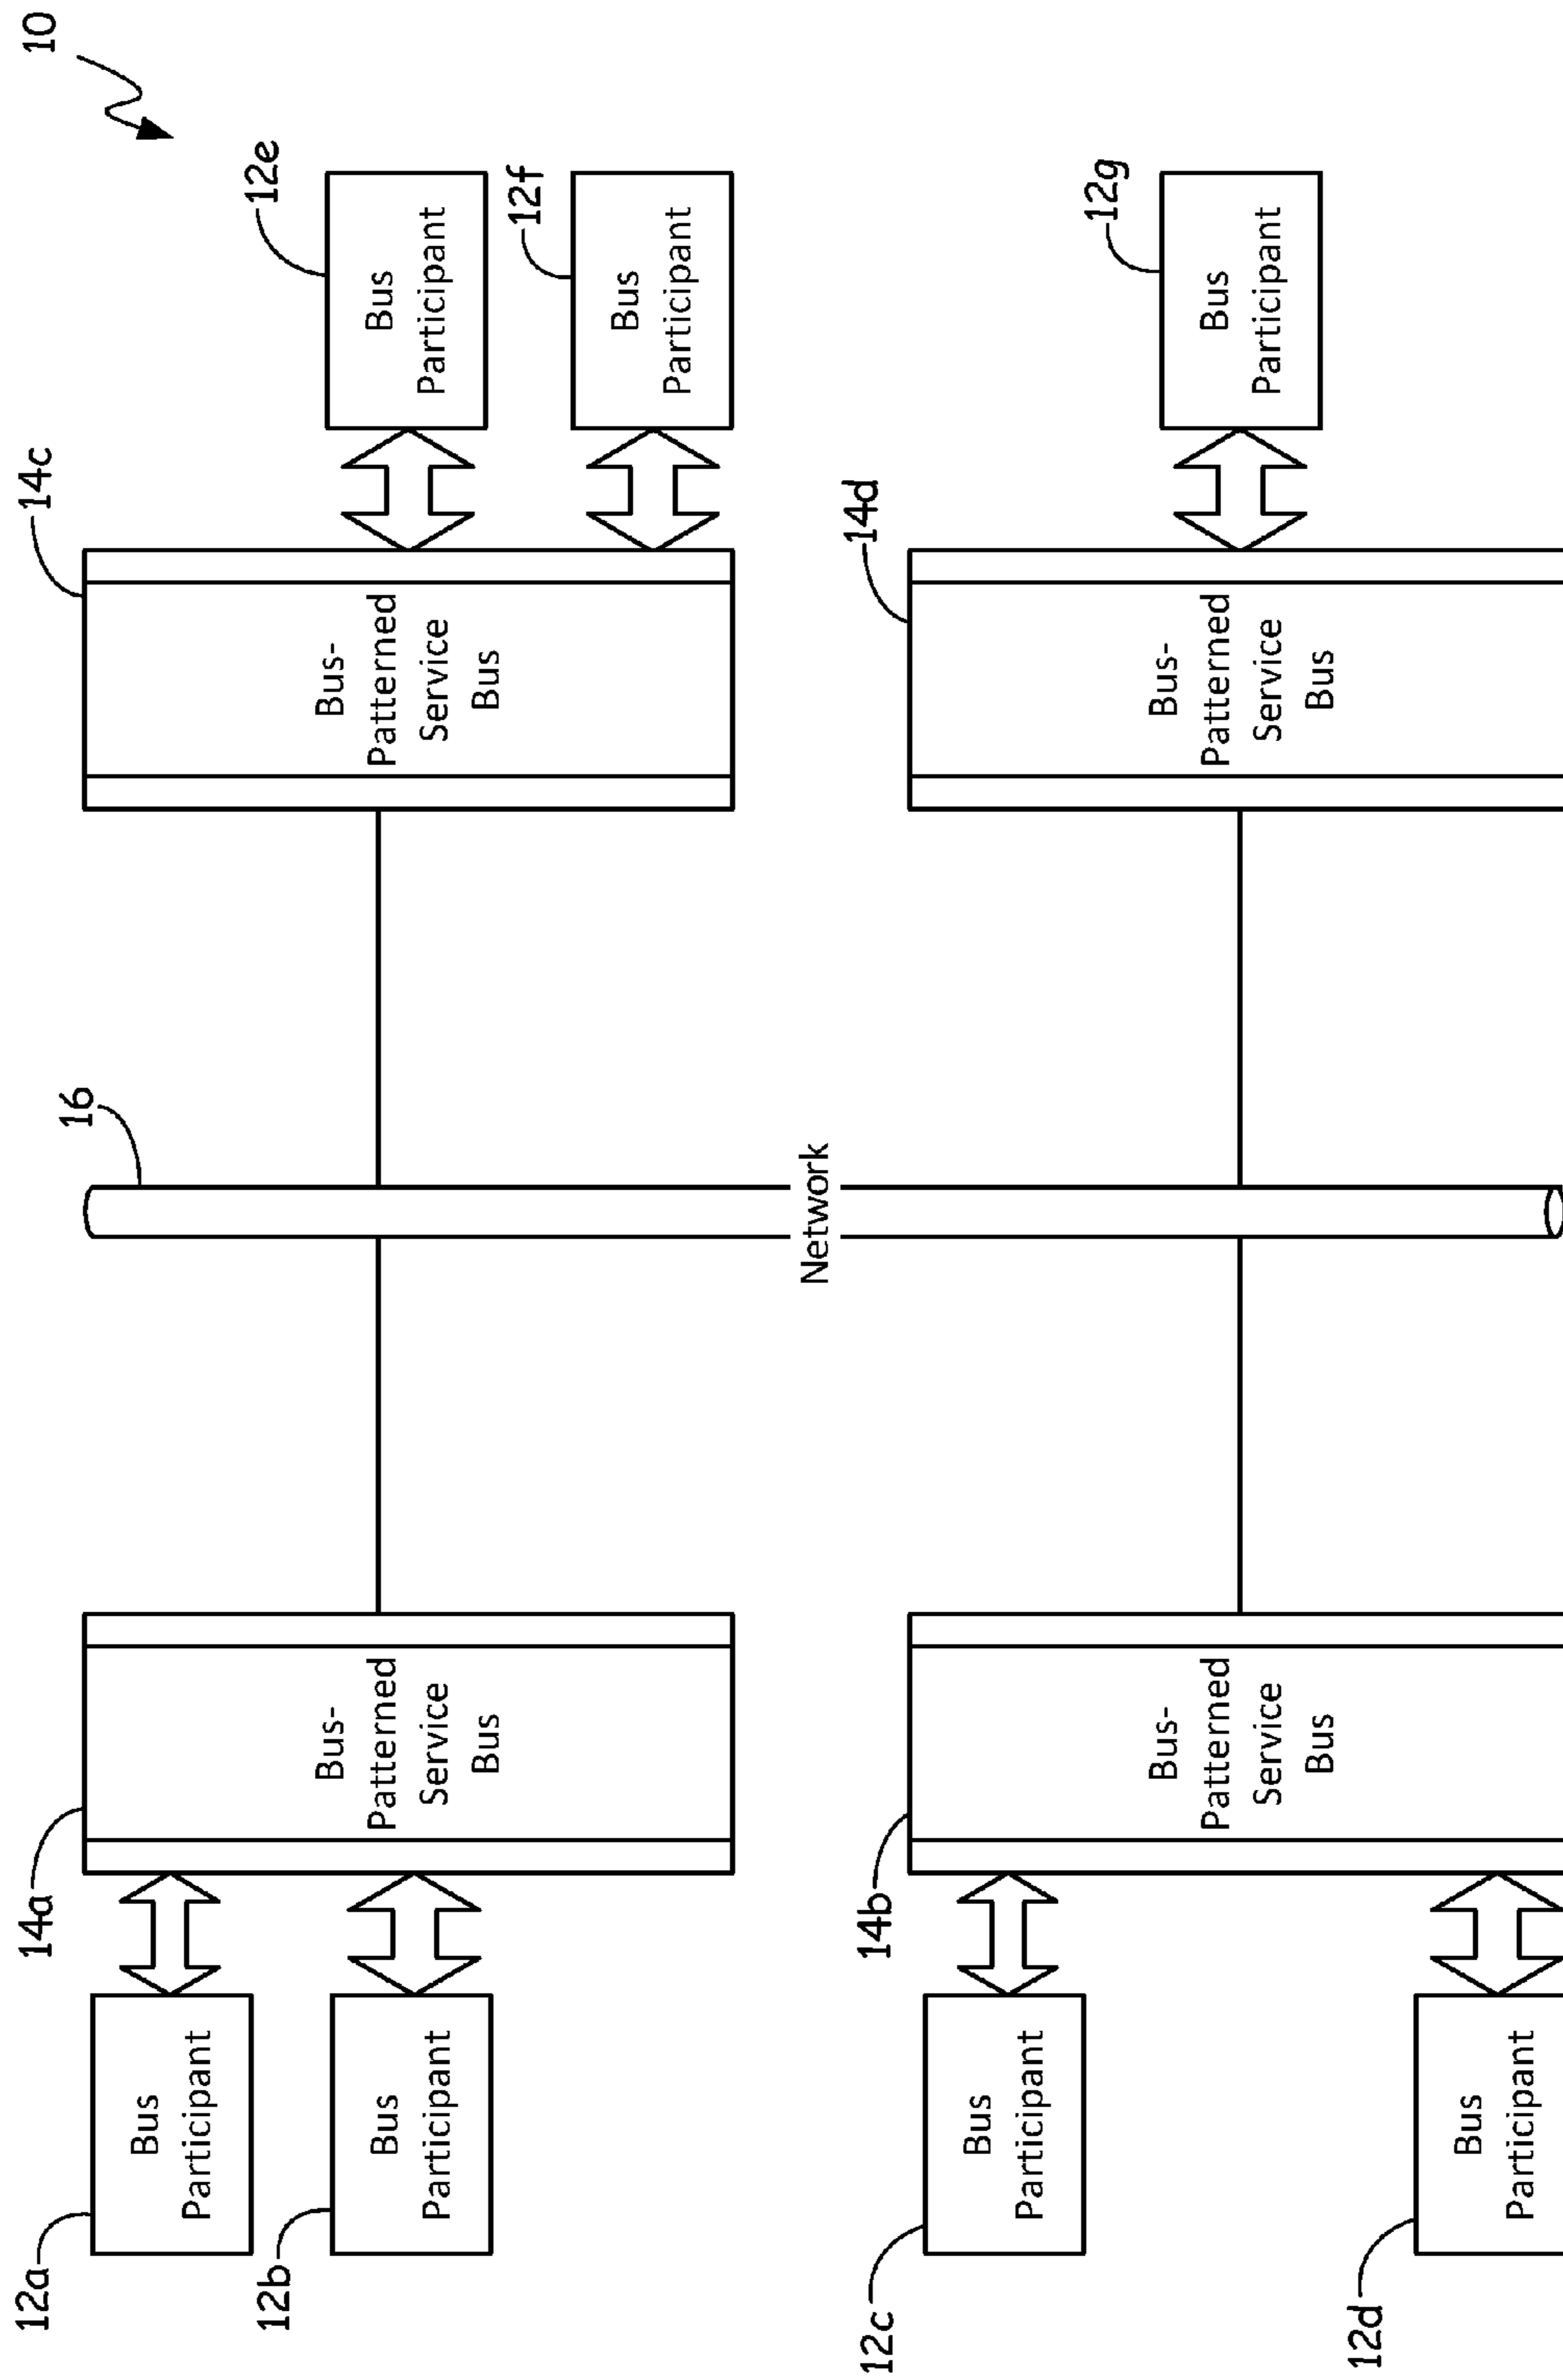 10
12a
Bus
Participant
14a
Bus-
Patterned
Service
Bus
16
14c
Bus-
Patterned
Service
Bus
12e
Bus
Participant
12b
Bus
Participant
12f
Bus
Participant
Network
12c
Bus
Participant
14b
Bus-
Patterned
Service
Bus
14d
Bus-
Patterned
Service
Bus
12g
Bus
Participant
12d
Bus
Participant